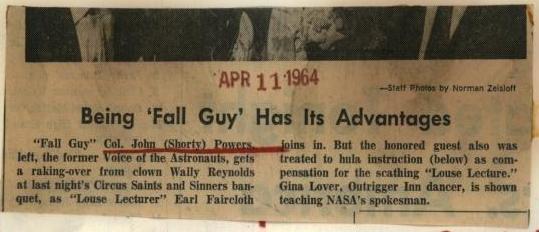 APR 11 1964
—Staff Photos by Norman Zeisloff
Being 'Fall Guy' Has Its Advantages
"Fall Guy" Col. John (Shorty) Powers,
left, the former Voice of the Astronauts, gets
a raking-over from clown Wally Reynolds
at last night's Circus Saints and Sinners ban-
quet, as "Louse Lecturer" Earl Faircloth
joins in. But the honored guest also was
treated to hula instruction (below) as com-
pensation for the scathing "Louse Lecture."
Gina Lover, Outrigger Inn dancer, is shown
teaching NASA's spokesman.